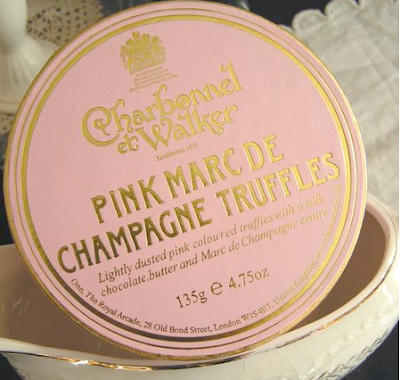 Charbonnel
et Walker
Established 1875
PINK MARC DE
CHAMPAGNE TRUFFLES
Lightly dusted pink coloured truffles with a milk
chocolate, butter and Marc de Champagne centre
135g e 4.75oz
One, The Royal Arcade, 28 Old Bond Street, London W1S 4BT, United Kingdom